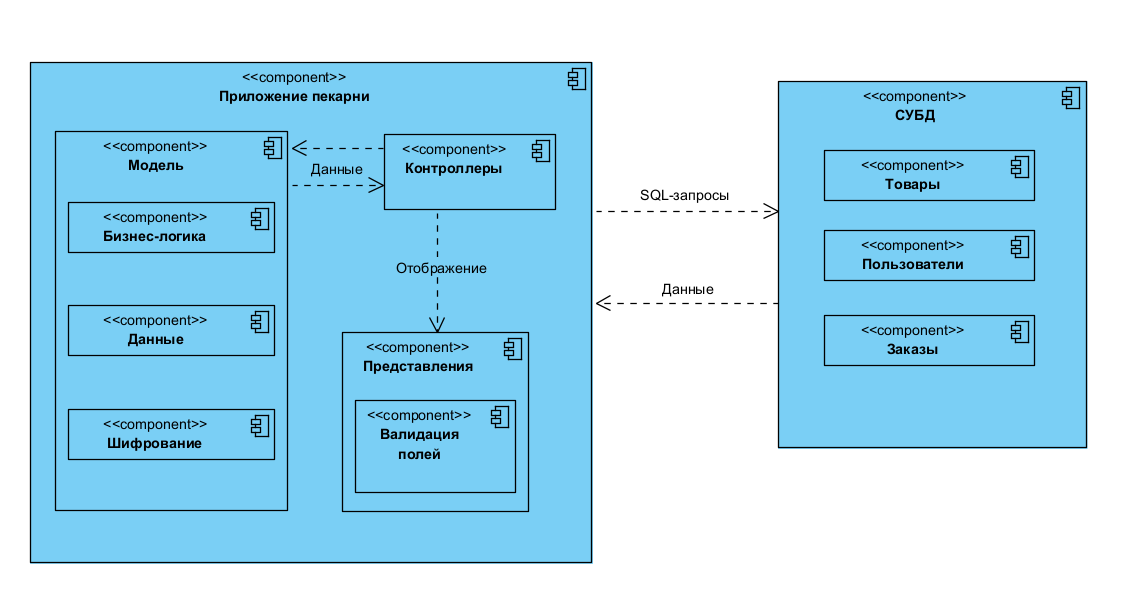 <<component>>
Приложение пекарни
<<component>>
Модель
<<component>>
Бизнес-логика
<<component>>
Данные
<<component>>
Шифрование
Данные
<<component>>
Контроллеры
Отображение
<<component>>
Представления
<<component>>
Валидация
полей
SQL-запросы
Данные
<<component>>
СУБД
<<component>>
Товары
<<component>>
Пользователи
<<component>>
Заказы